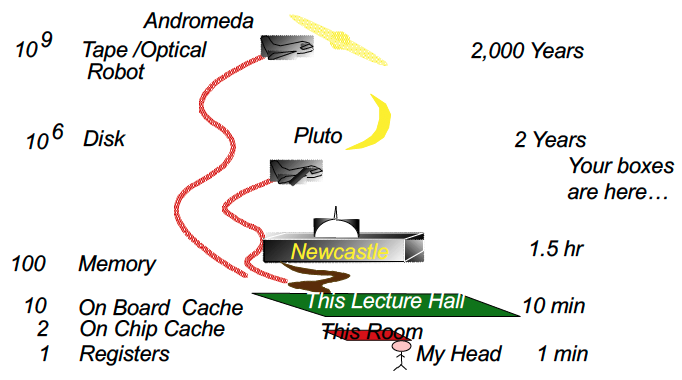 Andromeda
10^9 Tape /Optical Robot 2,000 Years
10^6 Disk Pluto 2 Years
Your boxes
are here…
Newcastle 1.5 hr
100 Memory
This Lecture Hall
10 On Board Cache 10 min
2 On Chip Cache This Room
1 Registers My Head 1 min